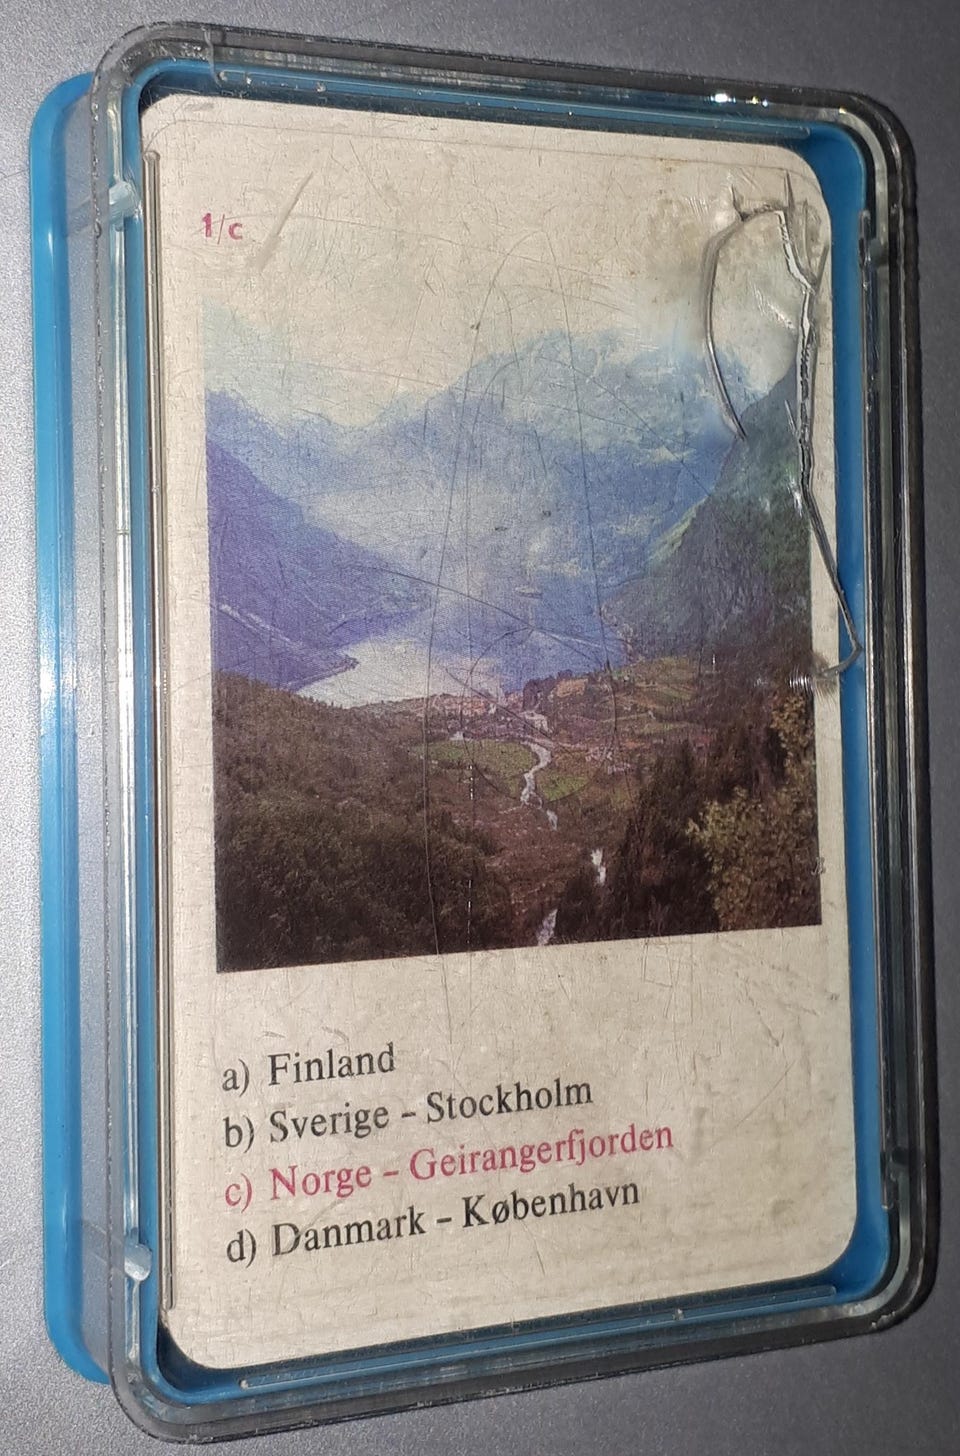 1/c
a) Finland
b) Sverige – Stockholm
c) Norge – Geirangerfjorden
d) Danmark – København